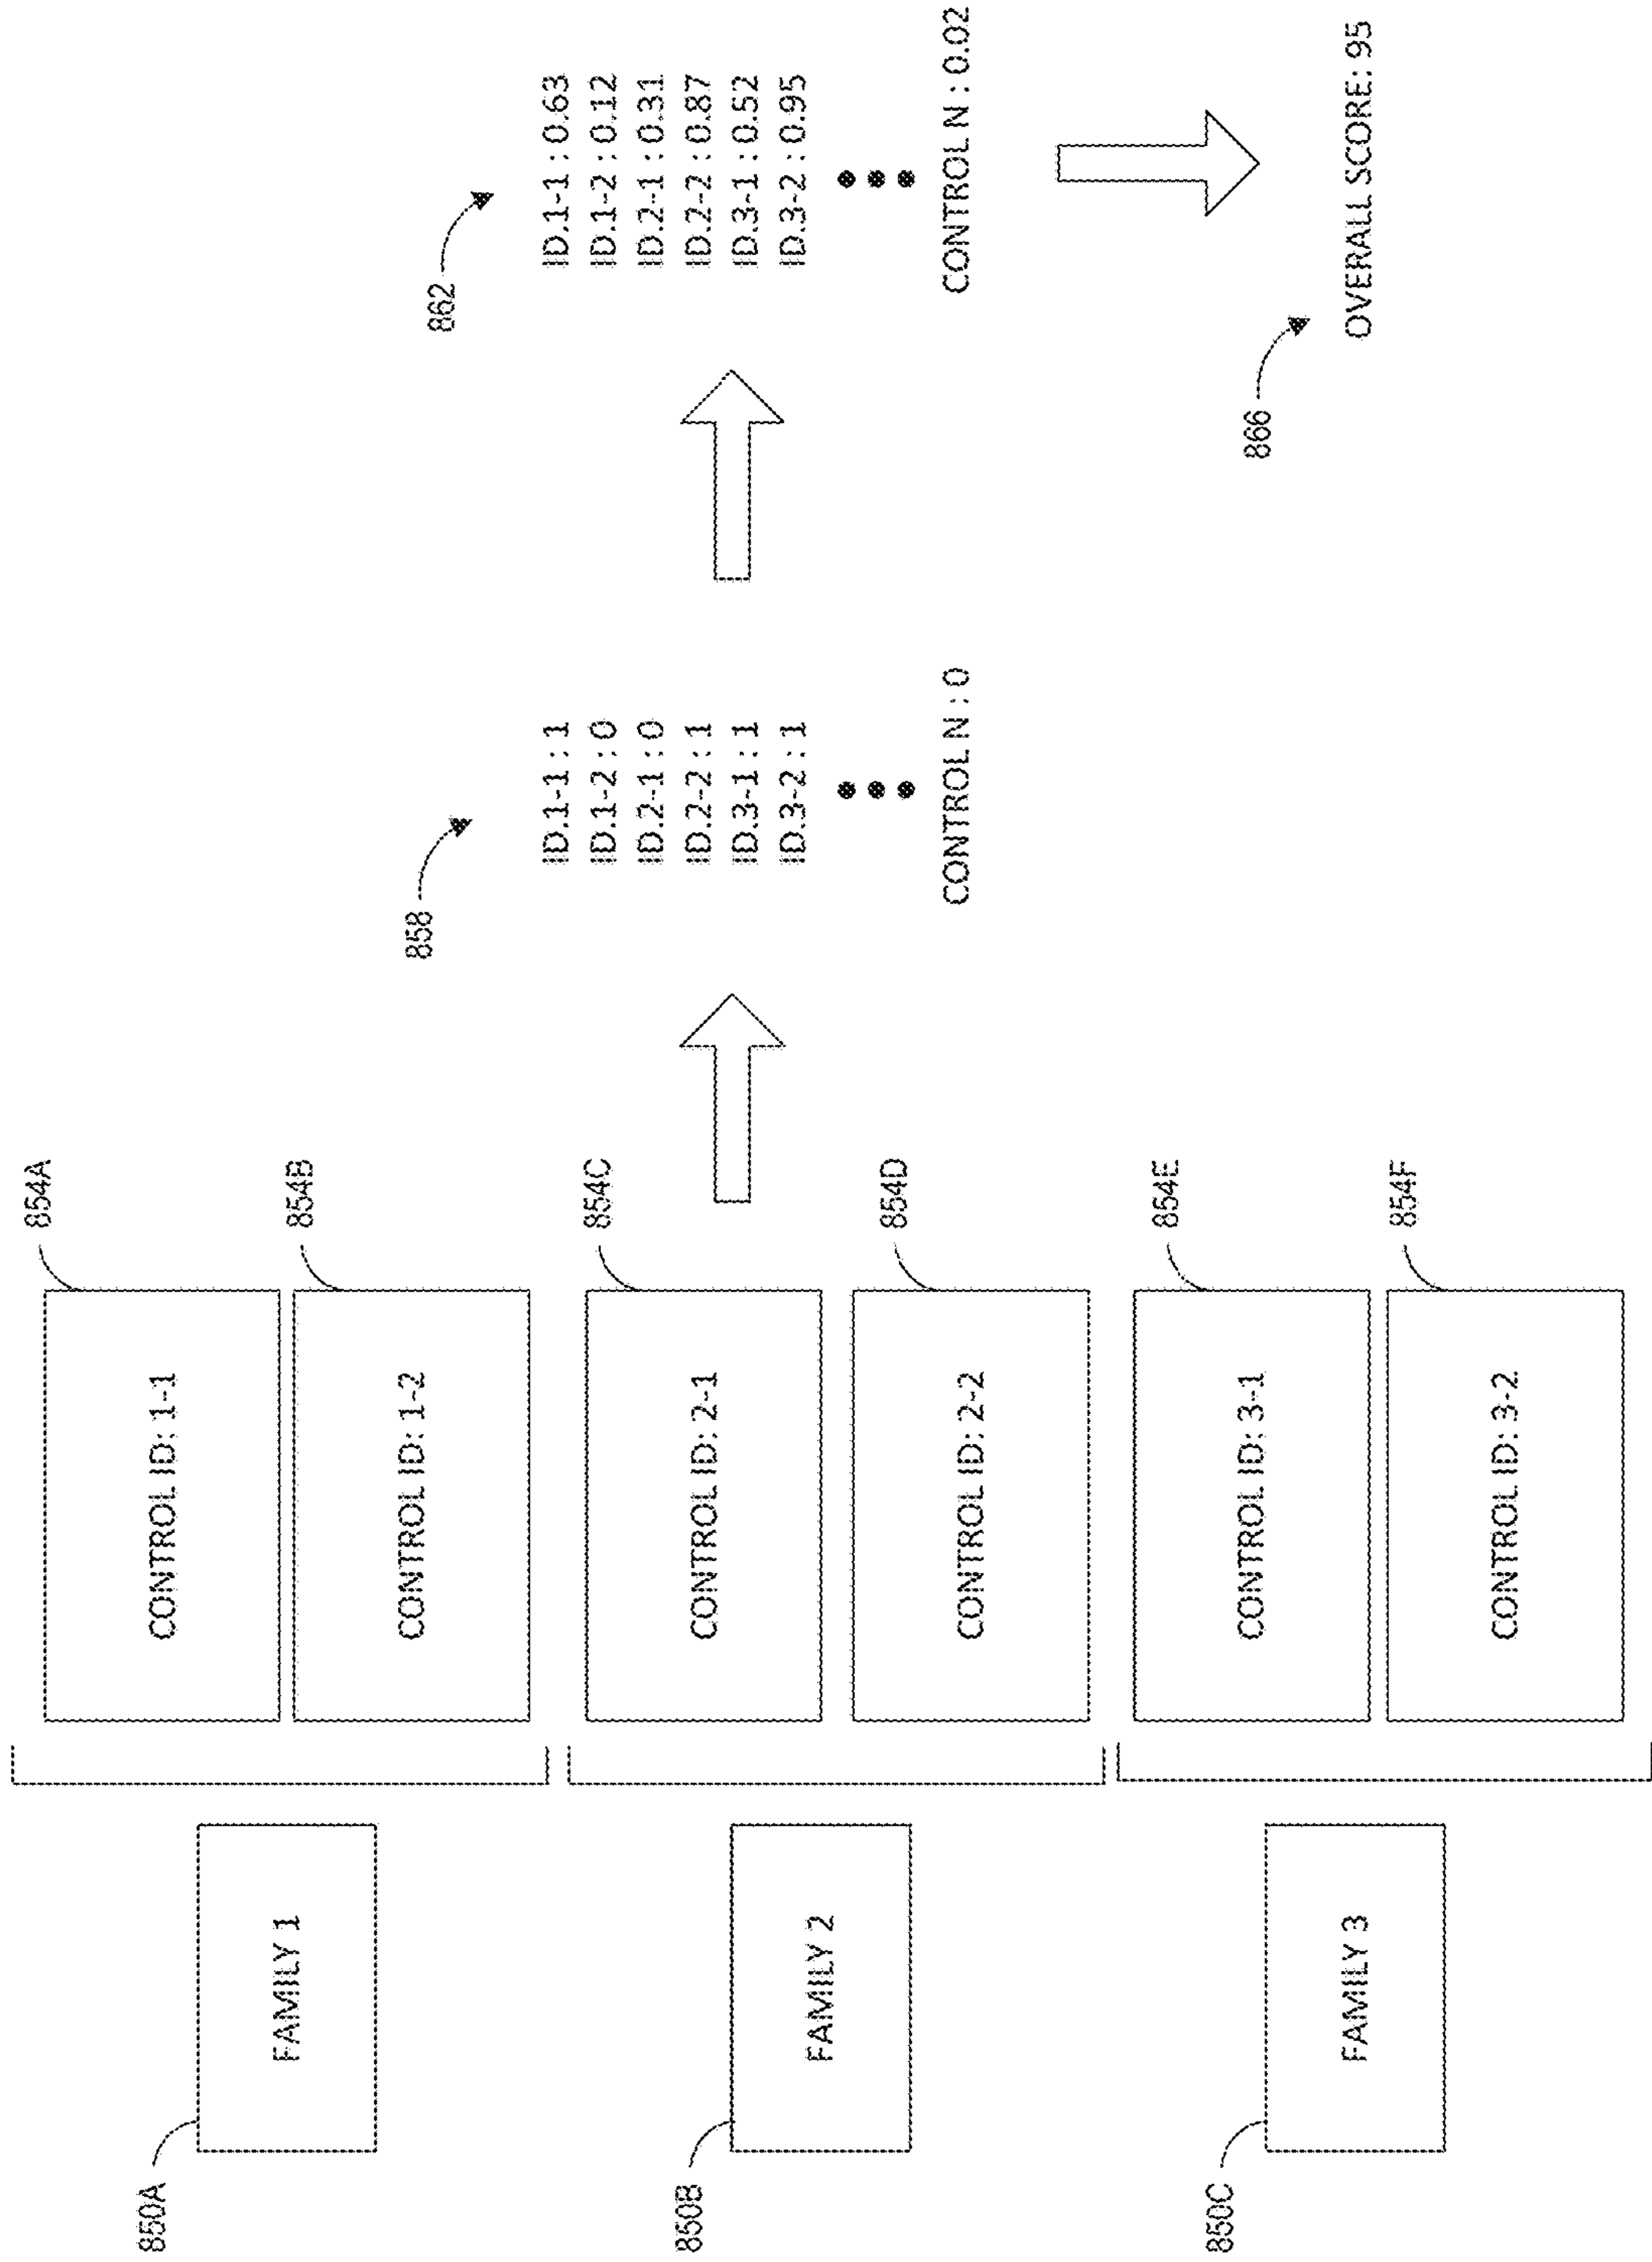 850A
FAMILY 1
850B
FAMILY 2
850C
FAMILY 3
854A
CONTROL ID: 1-1
854B
CONTROL ID: 1-2
854C
CONTROL ID: 2-1
854D
CONTROL ID: 2-2
854E
CONTROL ID: 3-1
854F
CONTROL ID: 3-2
858
ID.1-1 : 1
ID.1-2 : 0
ID.2-1 : 0
ID.2-2 : 1
ID.3-1 : 1
ID.3-2 : 1
CONTROL N : 0
862
ID.1-1 : 0.63
ID.1-2 : 0.12
ID.2-1 : 0.31
ID.2-2 : 0.87
ID.3-1 : 0.52
ID.3-2 : 0.95
CONTROL N : 0.02
866
OVERALL SCORE: 95